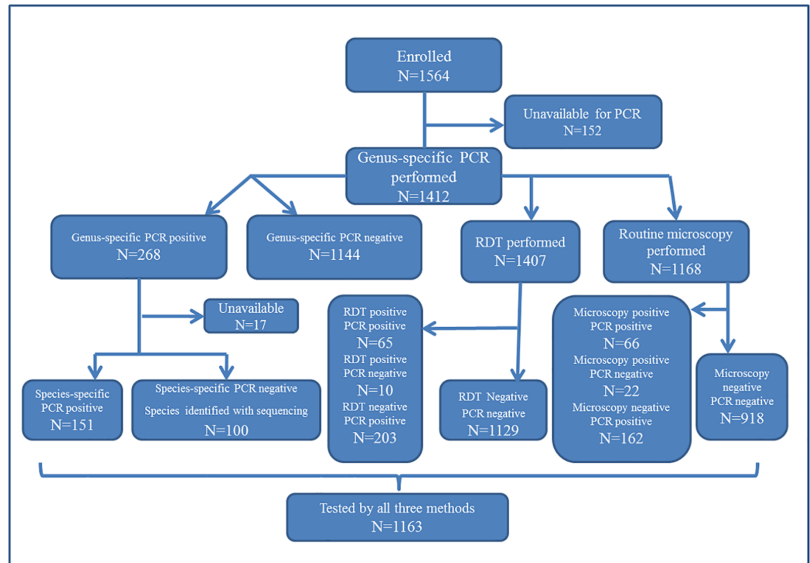 Enrolled
N=1564
Unavailable for PCR
N=152
Genus-specific PCR
performed
N=1412
Genus-specific PCR positive
N=268
Genus-specific PCR negative
N=1144
RDT performed
N=1407
Routine microscopy
performed
N=1168
Unavailable
N=17
Species-specific
PCR positive
N=151
Species-specific PCR negative
Species identified with sequencing
N=100
RDT positive
PCR positive
N=65
RDT positive
PCR negative
N=10
RDT negative
PCR positive
N=203
RDT Negative
PCR negative
N=1129
Microscopy positive
PCR positive
N=66
Microscopy positive
PCR negative
N=22
Microscopy negative
PCR positive
N=162
Microscopy
negative
PCR negative
N=918
Tested by all three methods
N=1163